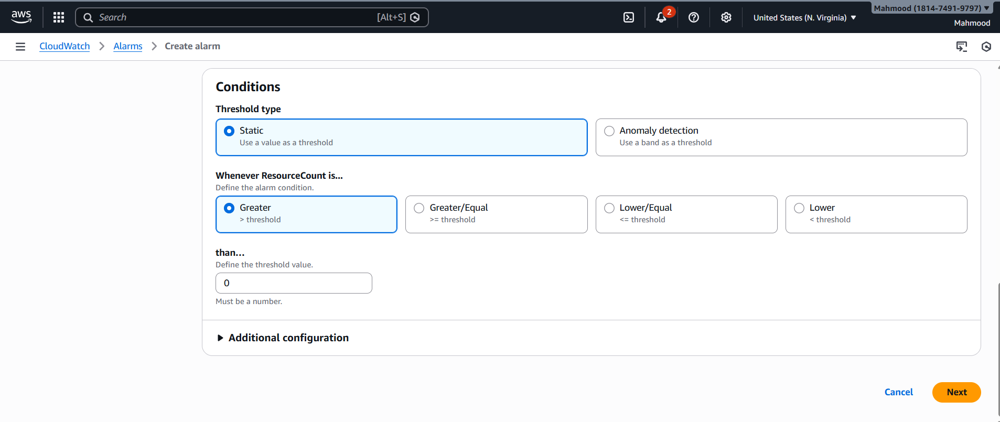 aws
Search
[Alt+S]
2
United States (N. Virginia)
Mahmood (1814-7491-9797)
Mahmood
CloudWatch
Alarms
Create alarm
Conditions
Threshold type
Static
Use a value as a threshold
Anomaly detection
Use a band as a threshold
Whenever ResourceCount is...
Define the alarm condition.
Greater
> threshold
Greater/Equal
>= threshold
Lower/Equal
<= threshold
Lower
< threshold
than...
Define the threshold value.
0
Must be a number.
Additional configuration
Cancel
Next